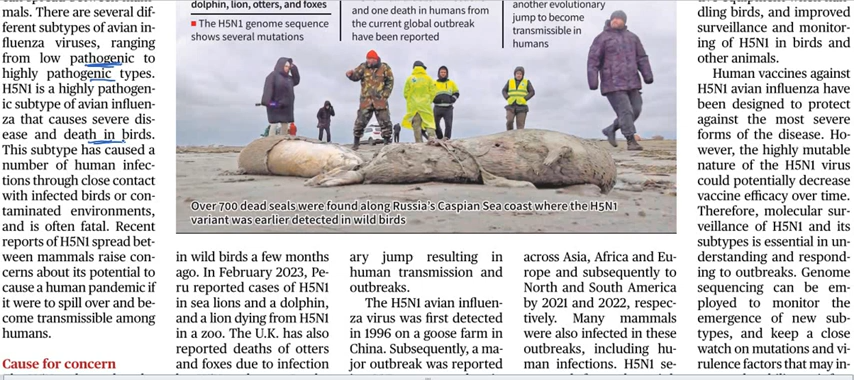 mals. There are several dif-
ferent subtypes of avian in-
fluenza viruses, ranging
from low pathogenic to
highly pathogenic types.
H5N1 is a highly pathogen-
ic subtype of avian influen-
za that causes severe dis-
ease and death in birds.
This subtype has caused a
number of human infec-
tions through close contact
with infected birds or con-
taminated environments,
and is often fatal. Recent
reports of H5N1 spread bet-
ween mammals raise con-
cerns about its potential to
cause a human pandemic if
it were to spill over and be-
come transmissible among
humans.
Cause for concern
dolphin, lion, otters, and foxes
The H5N1 genome sequence
shows several mutations
and one death in humans from
the current global outbreak
have been reported
another evolutionary
jump to become
transmissible in
humans
Over 700 dead seals were found along Russia's Caspian Sea coast where the H5N1
variant was earlier detected in wild birds
in wild birds a few months
ago. In February 2023, Pe-
ru reported cases of H5N1
in sea lions and a dolphin,
and a lion dying from H5N1
in a zoo. The U.K. has also
reported deaths of otters
and foxes due to infection
ary jump resulting in
human transmission and
outbreaks.
The H5N1 avian influen-
za virus was first detected
in 1996 on a goose farm in
China. Subsequently, a ma-
jor outbreak was reported
across Asia, Africa and Eu-
rope and subsequently to
North and South America
by 2021 and 2022, respec-
tively. Many mammals
were also infected in these
outbreaks, including hu-
man infections. H5N1 se-
dling birds, and improved
surveillance and monitor-
ing of H5N1 in birds and
other animals.
Human vaccines against
H5N1 avian influenza have
been designed to protect
against the most severe
forms of the disease. Ho-
wever, the highly mutable
nature of the H5N1 virus
could potentially decrease
vaccine efficacy over time.
Therefore, molecular sur-
veillance of H5N1 and its
subtypes is essential in un-
derstanding and respond-
ing to outbreaks. Genome
sequencing can be em-
ployed to monitor the
emergence of new sub-
types, and keep a close
watch on mutations and vi-
rulence factors that may in-